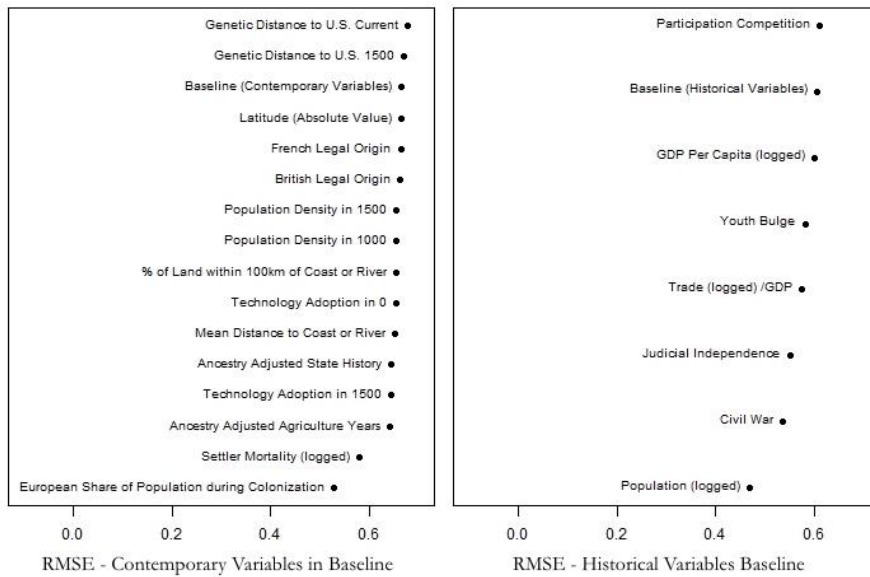 Genetic Distance to U.S. Current
Genetic Distance to U.S. 1500
Baseline (Contemporary Variables)
Latitude (Absolute Value)
French Legal Origin
British Legal Origin
Population Density in 1500
Population Density in 1000
% of Land within 100km of Coast or River
Technology Adoption in 0
Mean Distance to Coast or River
Ancestry Adjusted State History
Technology Adoption in 1500
Ancestry Adjusted Agriculture Years
Settler Mortality (logged)
European Share of Population during Colonization
0.0 0.2 0.4 0.6
RMSE - Contemporary Variables in Baseline
Participation Competition
Baseline (Historical Variables)
GDP Per Capita (logged)
Youth Bulge
Trade (logged) /GDP
Judicial Independence
Civil War
Population (logged)
0.0 0.2 0.4 0.6
RMSE - Historical Variables Baseline